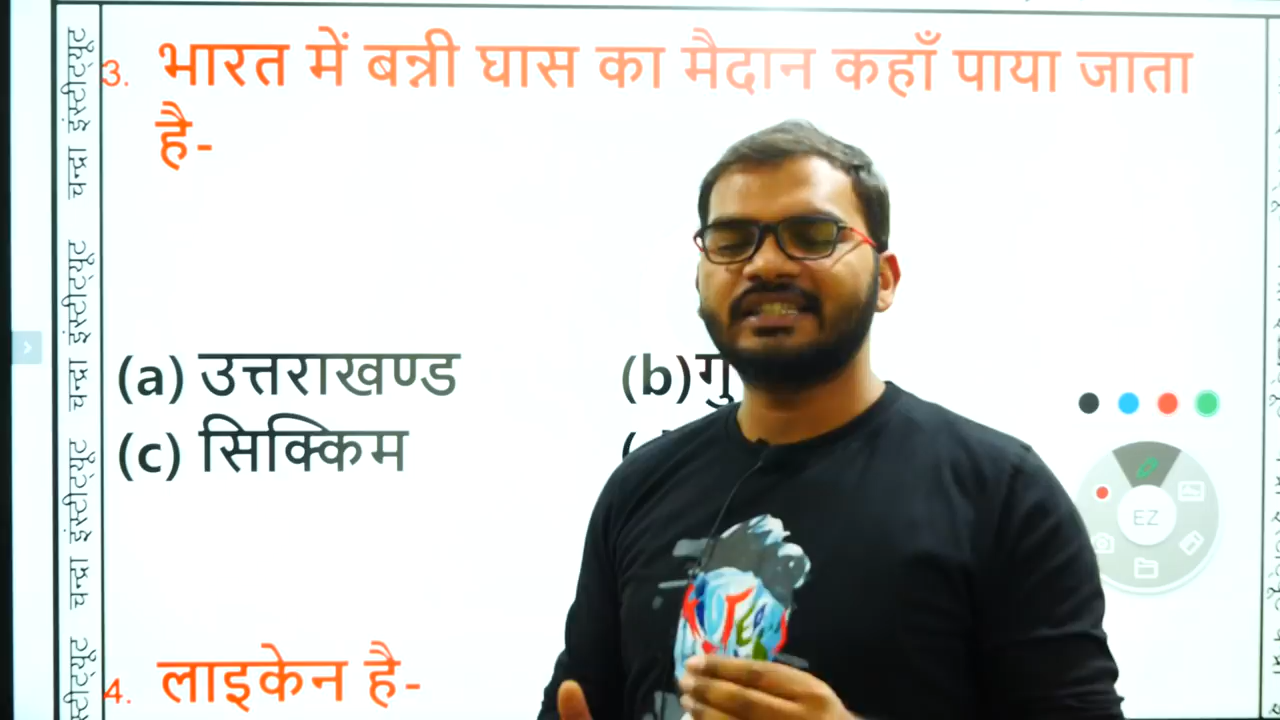 3. भारत में बन्नी घास का मैदान कहाँ पाया जाता
है-
(a) उत्तराखण्ड
(b)गु
(c) सिक्किम
4. लाइकेन है-
चन्द्रा इंस्टीट्यूट
चन्द्रा इंस्टीट्यूट
चन्द्रा इंस्टीट्यूट
EZ